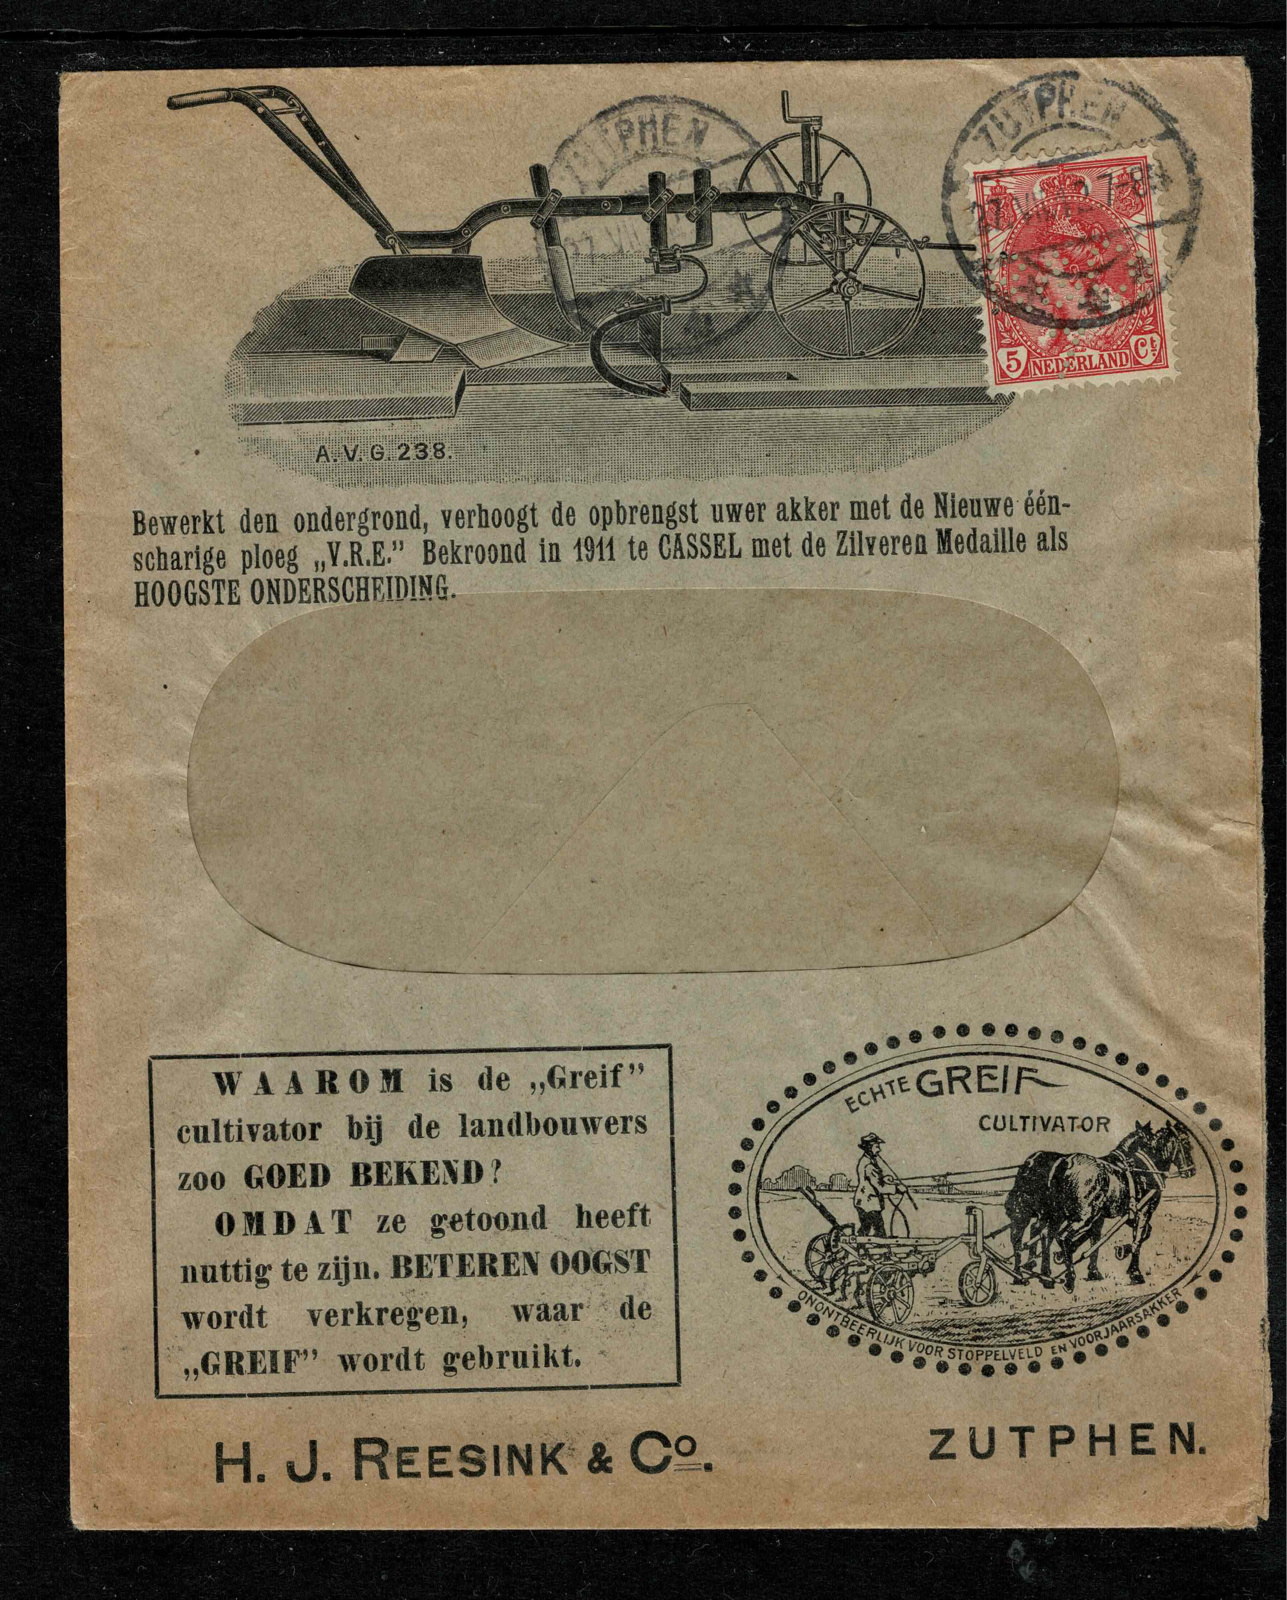 ZUTPHEN
ZUTPHEN
5 NEDERLAND Ct
A.V.G.238.
Bewerkt den ondergrond, verhoogt de opbrengst uwer akker met de Nieuwe één-
scharige ploeg „V.R.E.” Bekroond in 1911 te CASSEL met de Zilveren Medaille als
HOOGSTE ONDERSCHEIDING.
WAAROM is de „Greif”
cultivator bij de landbouwers
zoo GOED BEKEND?
OMDAT ze getoond heeft
nuttig te zijn. BETEREN OOGST
wordt verkregen, waar de
„GREIF” wordt gebruikt.
ECHTE GREIF
CULTIVATOR
ONONTBEERLIJK VOOR STOPPELVELD EN VOORJAARSAKKER
H. J. REESINK & Co.
ZUTPHEN.